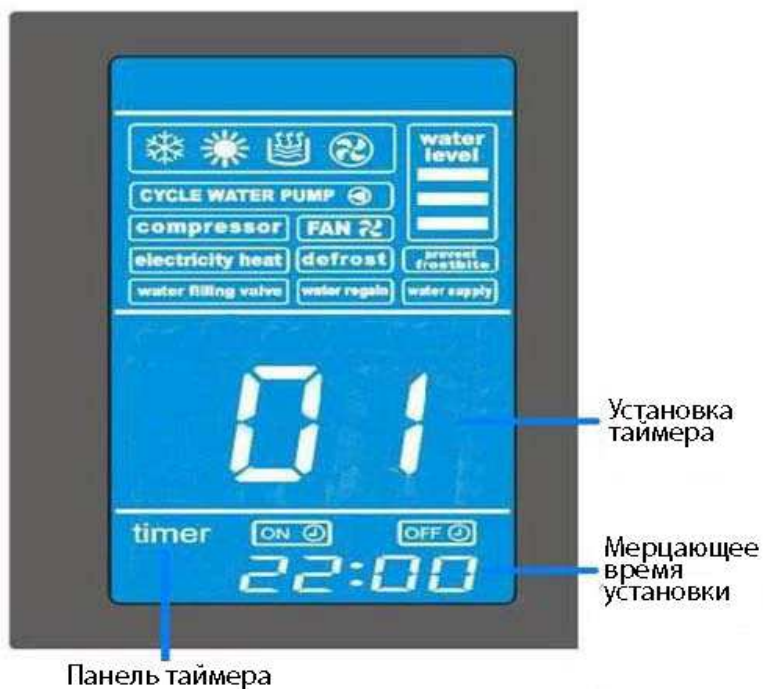 water
level
CYCLE WATER PUMP
compressor FAN
electricity heat defrost prevent
frostbite
water filling valve water regain water supply
01
Установка
таймера
timer ON OFF
22:00
Мерцающее
время
установки
Панель таймера